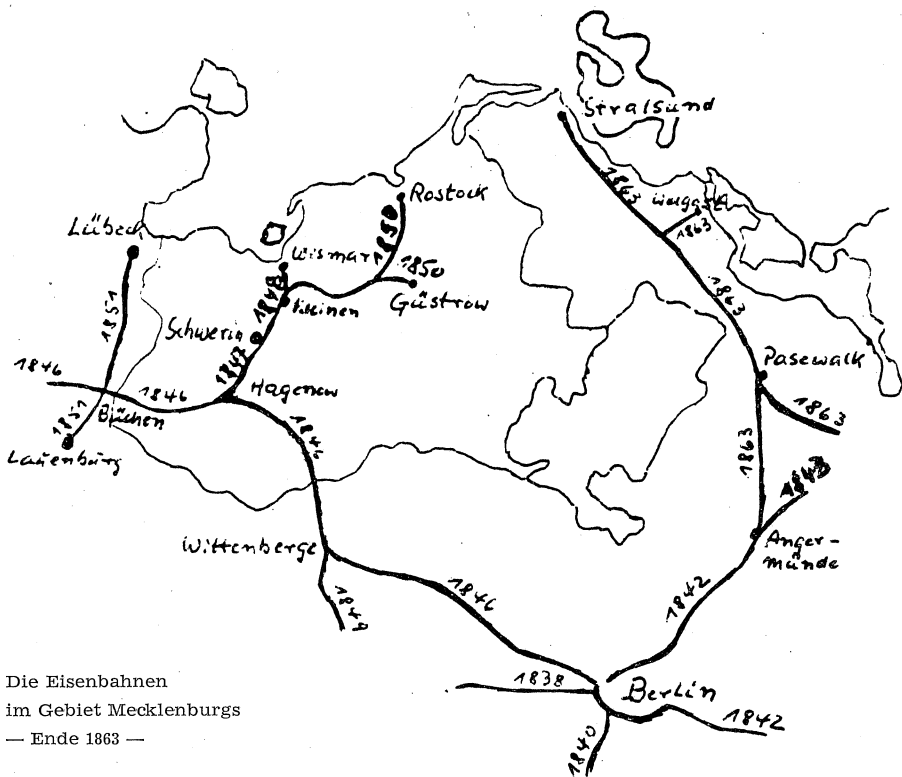 Stralsund
1863
Wolgast
1863
Rostock
1850
Lübeck
Wismar
1850
1848
Güstrow
Kleinen
1863
1851
Schwerin
1847
Pasewalk
1846
1846
Hagenow
1863
1851
Büchen
1846
Lauenburg
1863
1843
Wittenberge
Anger-
münde
1846
1842
1849
Die Eisenbahnen
im Gebiet Mecklenburgs
— Ende 1863 —
1838
Berlin
1842
1840